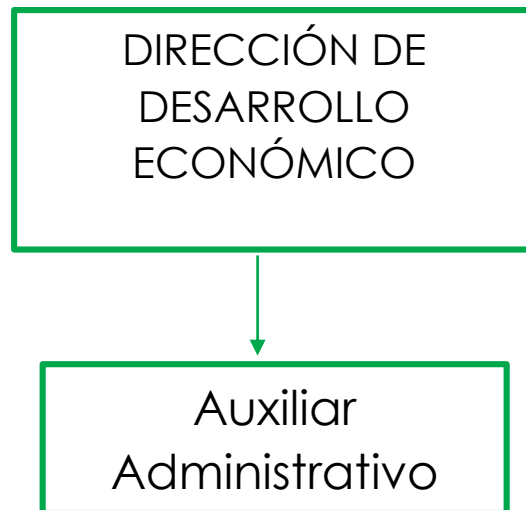 DIRECCIÓN DE
DESARROLLO
ECONÓMICO
Auxiliar
Administrativo